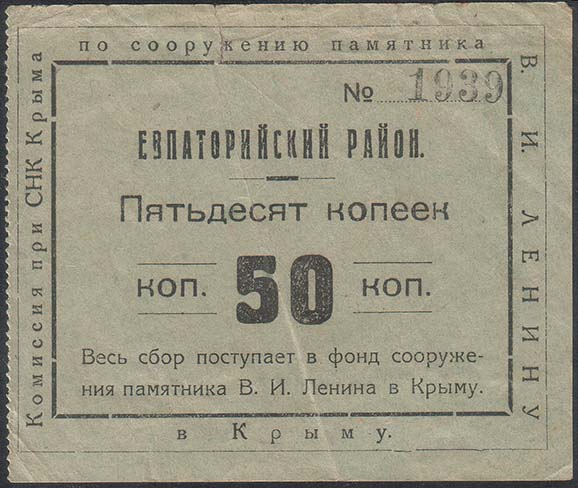 Комиссия при СНК Крыма
по сооружению памятника
В. И. ЛЕНИНУ
в Крыму.
№ 1939
ЕВПАТОРИЙСКИЙ РАЙОН.
Пятьдесят копеек
коп. 50 коп.
Весь сбор поступает в фонд сооруже-
ния памятника В. И. Ленина в Крыму.